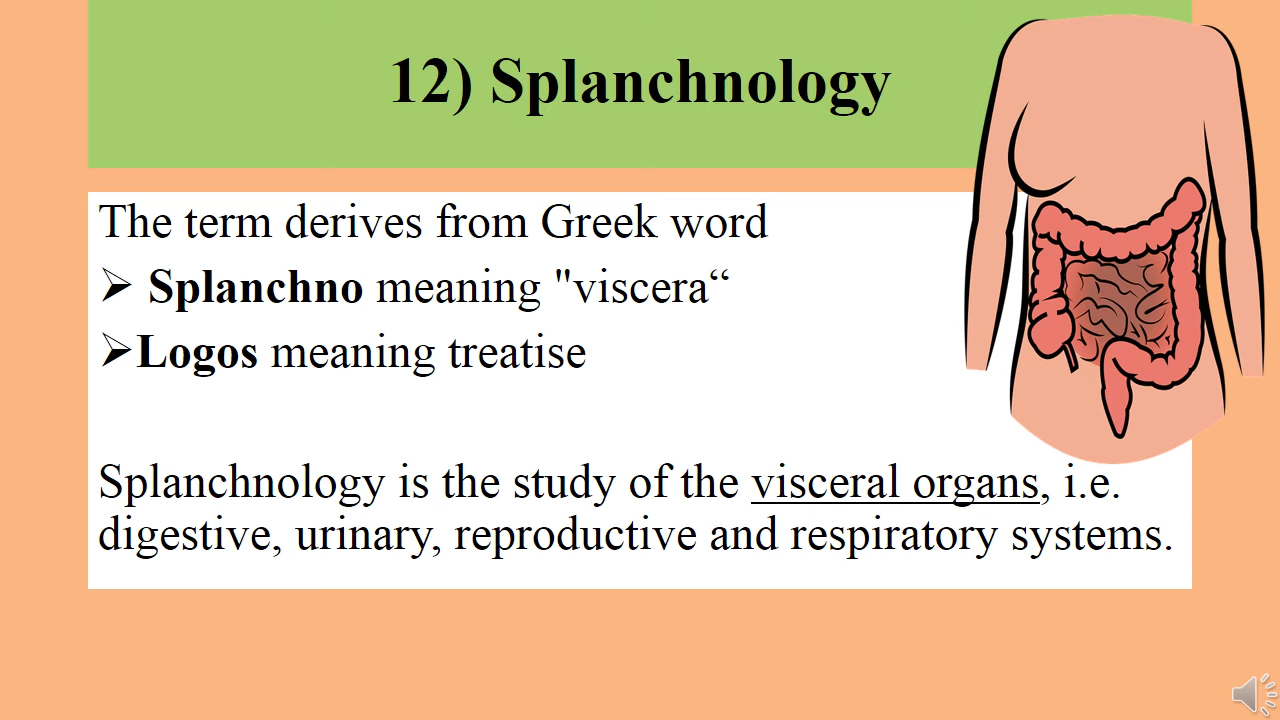 12) Splanchnology
The term derives from Greek word
➢ Splanchno meaning "viscera“
➢Logos meaning treatise
Splanchnology is the study of the visceral organs, i.e.
digestive, urinary, reproductive and respiratory systems.